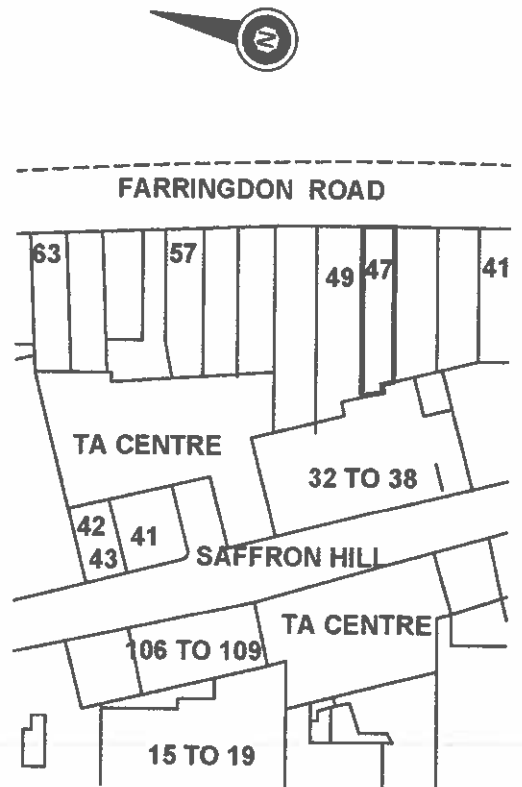 N
FARRINGDON ROAD
63
57
49
47
41
TA CENTRE
32 TO 38
42
43
41
SAFFRON HILL
TA CENTRE
106 TO 109
15 TO 19